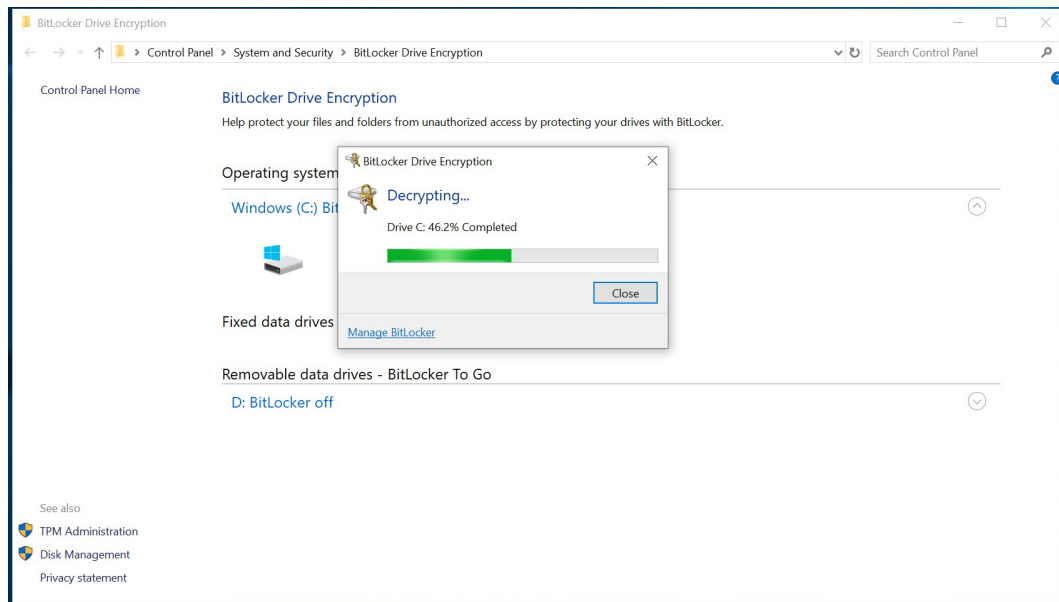 BitLocker Drive Encryption
Control Panel > System and Security > BitLocker Drive Encryption
Search Control Panel
Control Panel Home
BitLocker Drive Encryption
Help protect your files and folders from unauthorized access by protecting your drives with BitLocker.
Operating system
Windows (C:)
BitLocker Drive Encryption
Decrypting...
Drive C: 46.2% Completed
Close
Manage BitLocker
Fixed data drives
Removable data drives - BitLocker To Go
D: BitLocker off
See also
TPM Administration
Disk Management
Privacy statement